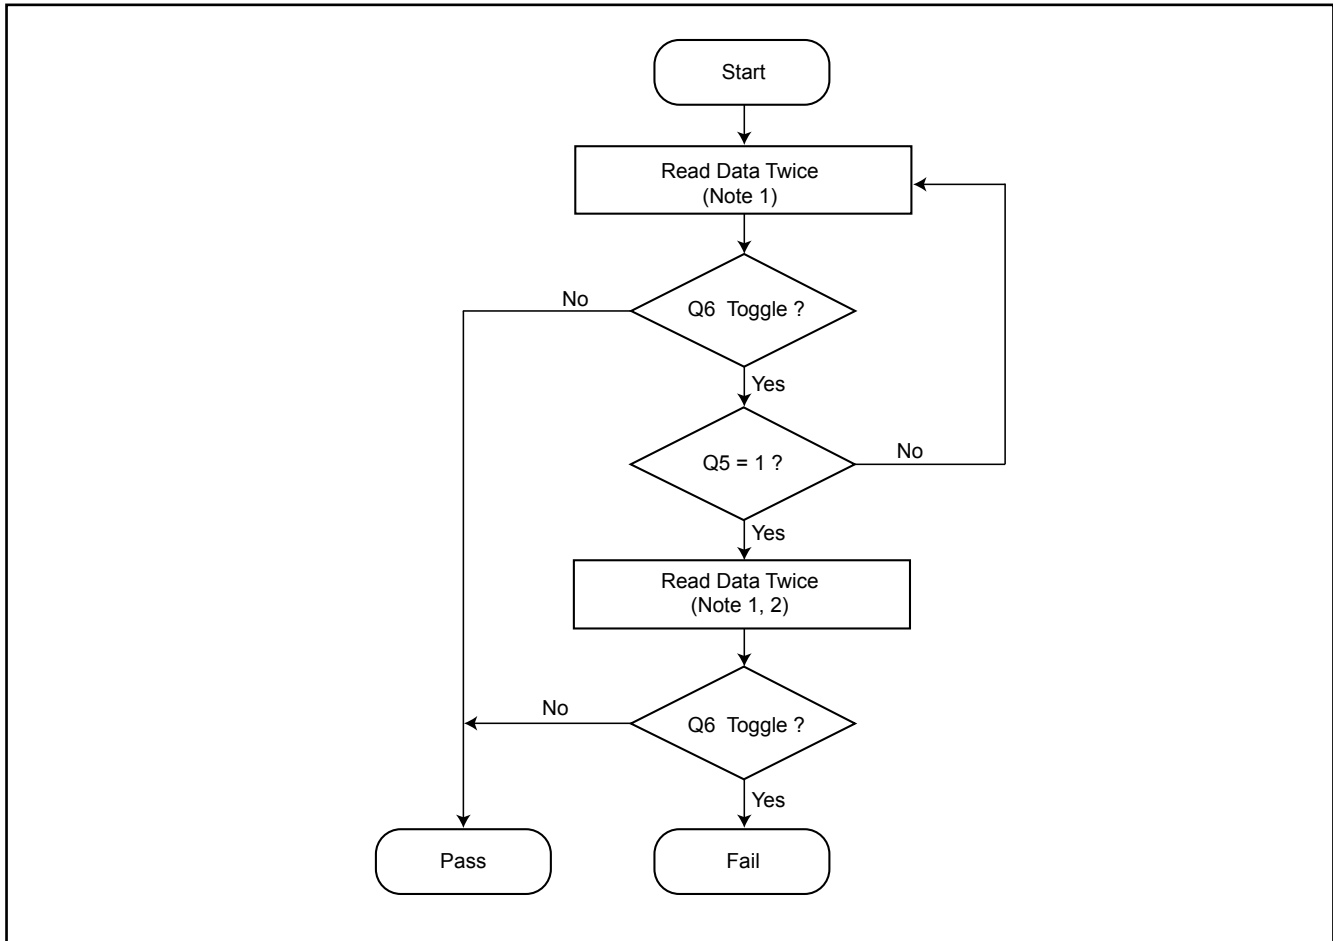 Start
Read Data Twice
(Note 1)
No
Q6 Toggle ?
Yes
Q5 = 1 ?
No
Yes
Read Data Twice
(Note 1, 2)
No
Q6 Toggle ?
Yes
Pass
Fail